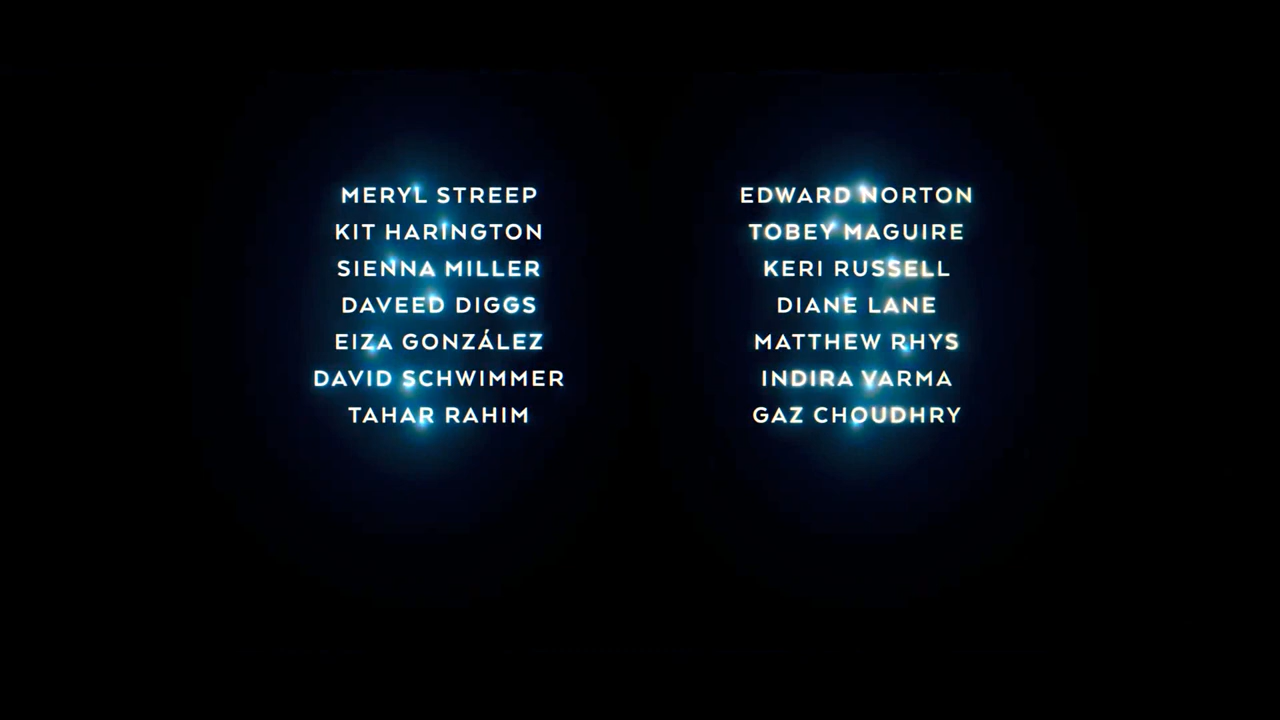 MERYL STREEP
KIT HARINGTON
SIENNA MILLER
DAVEED DIGGS
EIZA GONZÁLEZ
DAVID SCHWIMMER
TAHAR RAHIM
EDWARD NORTON
TOBEY MAGUIRE
KERI RUSSELL
DIANE LANE
MATTHEW RHYS
INDIRA VARMA
GAZ CHOUDHRY